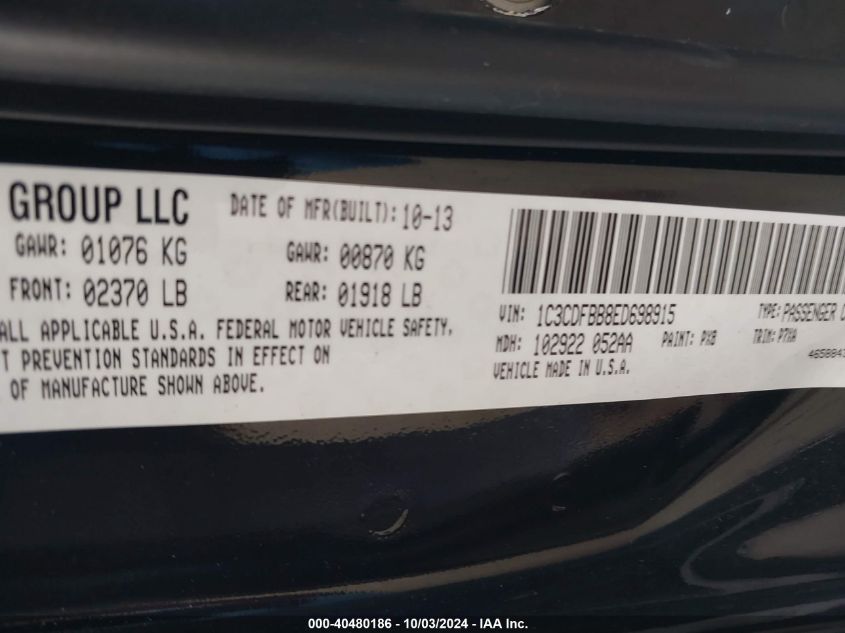 GROUP LLC
DATE OF MFR(BUILT): 10-13
GAWR: 01076 KG
GAWR: 00870 KG
FRONT: 02370 LB
REAR: 01918 LB
ALL APPLICABLE U.S.A. FEDERAL MOTOR VEHICLE SAFETY,
T PREVENTION STANDARDS IN EFFECT ON
OF MANUFACTURE SHOWN ABOVE.
VIN: 1C3CDFBB8ED698915
TYPE: PASSENGER C
MDH: 102922 052AA
PAINT: PX8
TRIM: P7XA
VEHICLE MADE IN U.S.A.
000-40480186 - 10/03/2024 - IAA Inc.